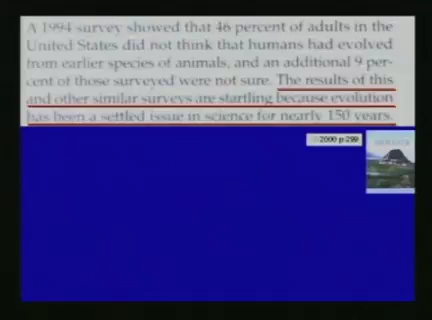 A 1994 survey showed that 46 percent of adults in the
United States did not think that humans had evolved
from earlier species of animals, and an additional 9 per-
cent of those surveyed were not sure. The results of this
and other similar surveys are startling because evolution
has been a settled issue in science for nearly 150 years.
2000 p.299